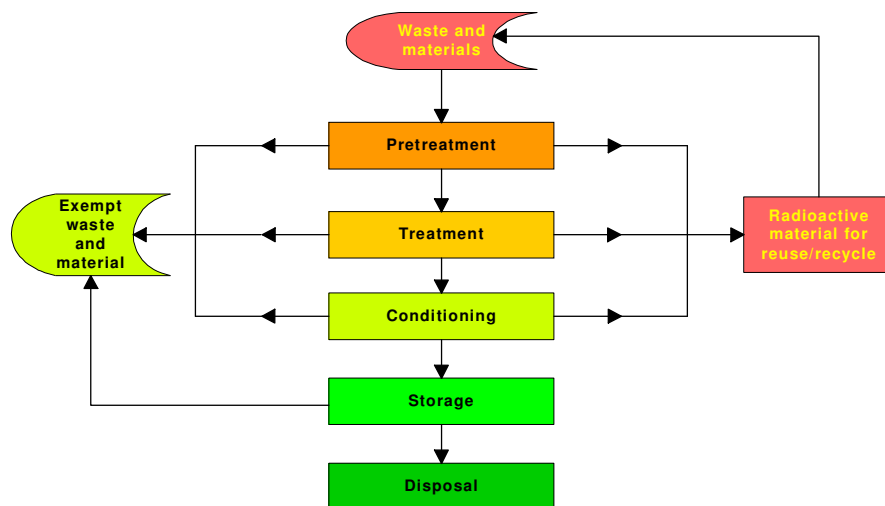 Waste and
materials
Pretreatment
Exempt
waste
and
material
Treatment
Radioactive
material for
reuse/recycle
Conditioning
Storage
Disposal